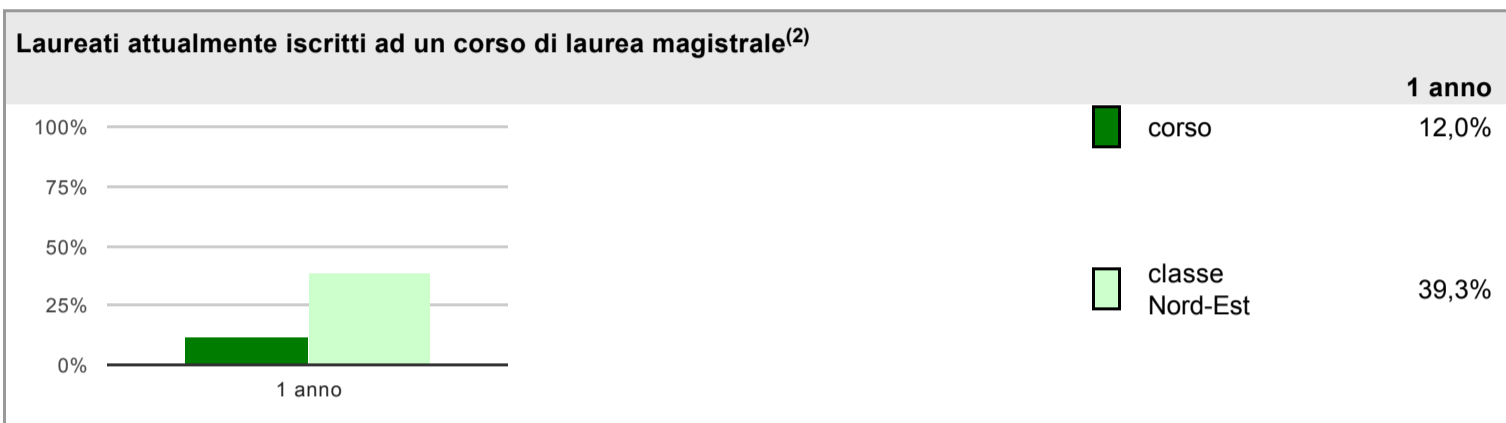 Laureati attualmente iscritti ad un corso di laurea magistrale(2)
1 anno
100%
75%
50%
25%
0%
1 anno
corso 12,0%
classe
Nord-Est 39,3%